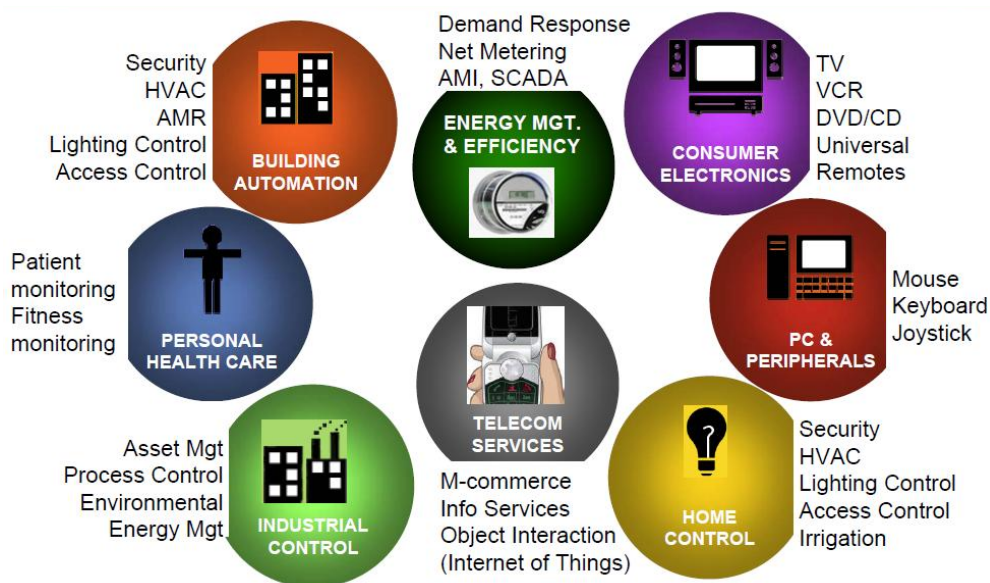 Security
HVAC
AMR
Lighting Control
Access Control
BUILDING
AUTOMATION
Demand Response
Net Metering
AMI, SCADA
ENERGY MGT.
& EFFICIENCY
CONSUMER
ELECTRONICS
TV
VCR
DVD/CD
Universal
Remotes
Patient
monitoring
Fitness
monitoring
PERSONAL
HEALTH CARE
TELECOM
SERVICES
M-commerce
Info Services
Object Interaction
(Internet of Things)
PC &
PERIPHERALS
Mouse
Keyboard
Joystick
Asset Mgt
Process Control
Environmental
Energy Mgt
INDUSTRIAL
CONTROL
?
HOME
CONTROL
Security
HVAC
Lighting Control
Access Control
Irrigation